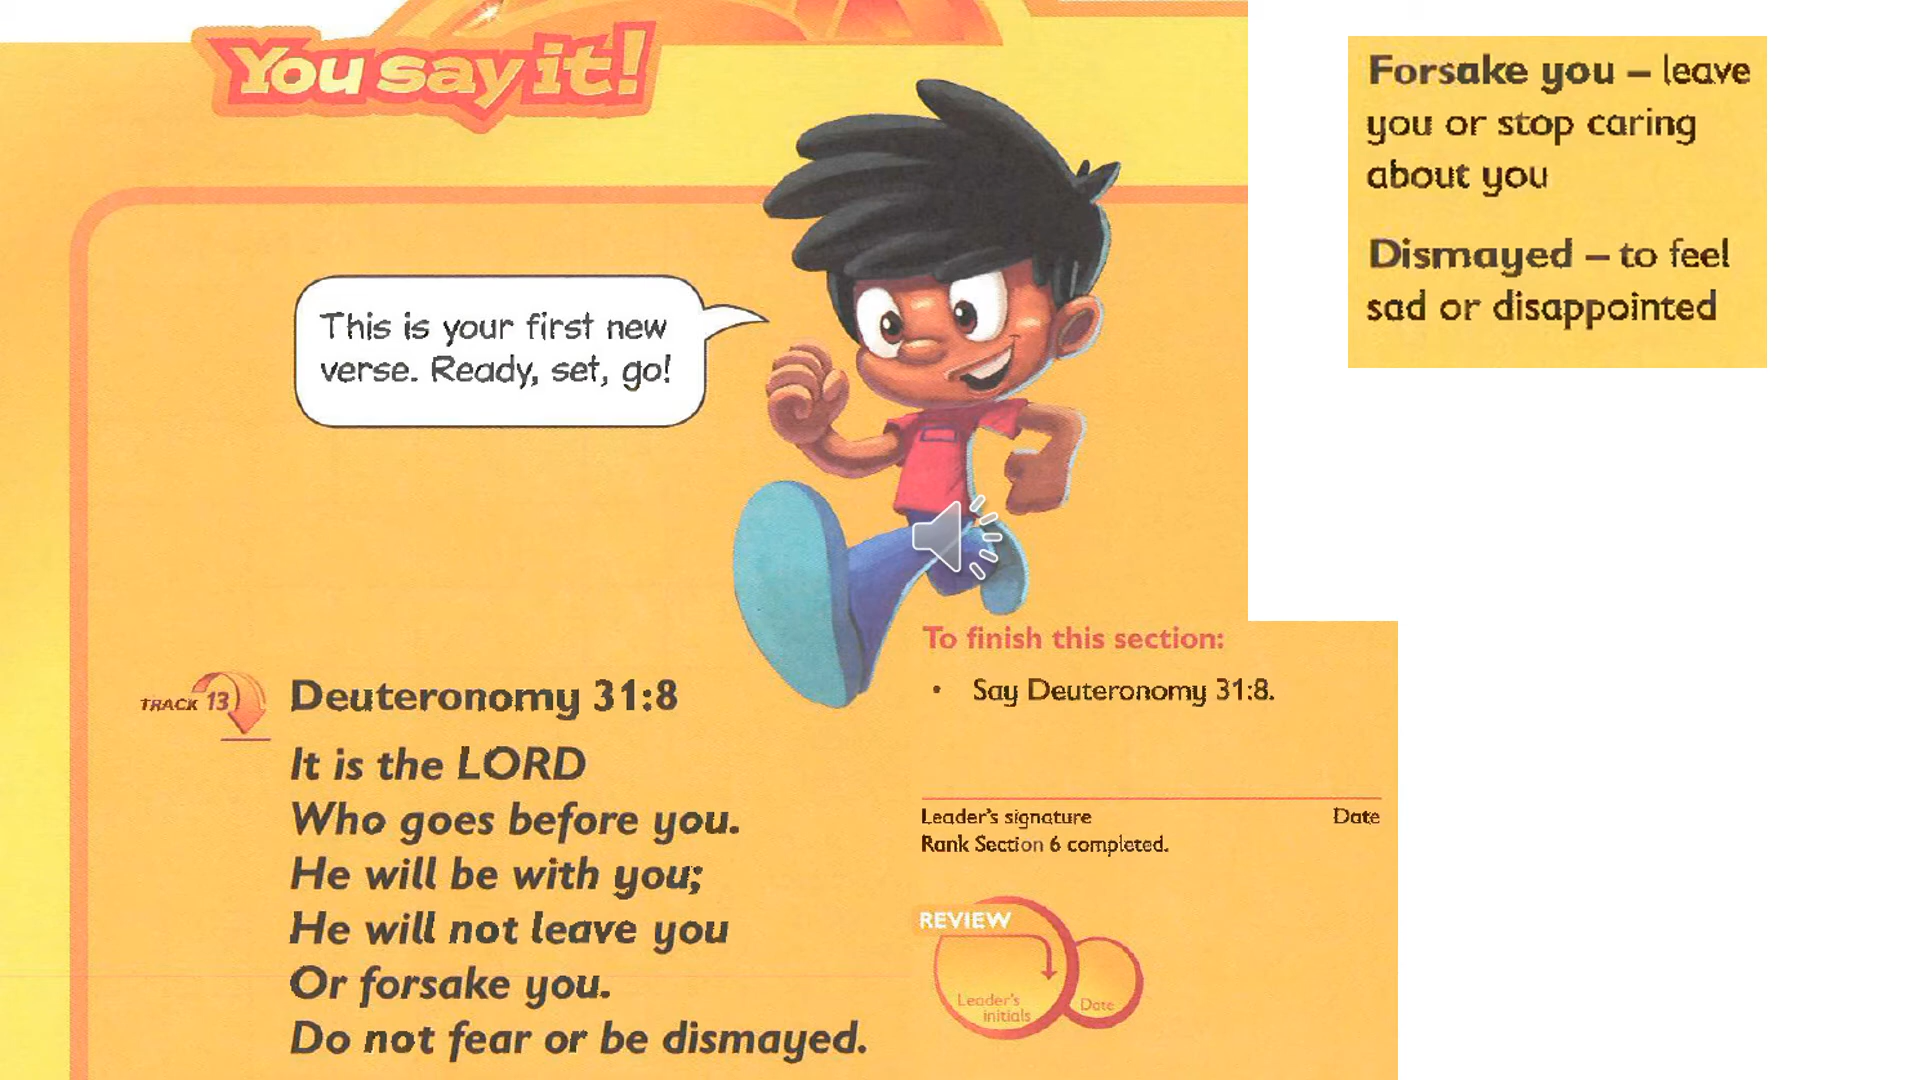 You say it!
This is your first new
verse. Ready, set, go!
TRACK 13
Deuteronomy 31:8
It is the LORD
Who goes before you.
He will be with you;
He will not leave you
Or forsake you.
Do not fear or be dismayed.
Forsake you – leave
you or stop caring
about you
Dismayed – to feel
sad or disappointed
To finish this section:
• Say Deuteronomy 31:8.
Leader's signature Date
Rank Section 6 completed.
REVIEW
Leader's
initials
Date